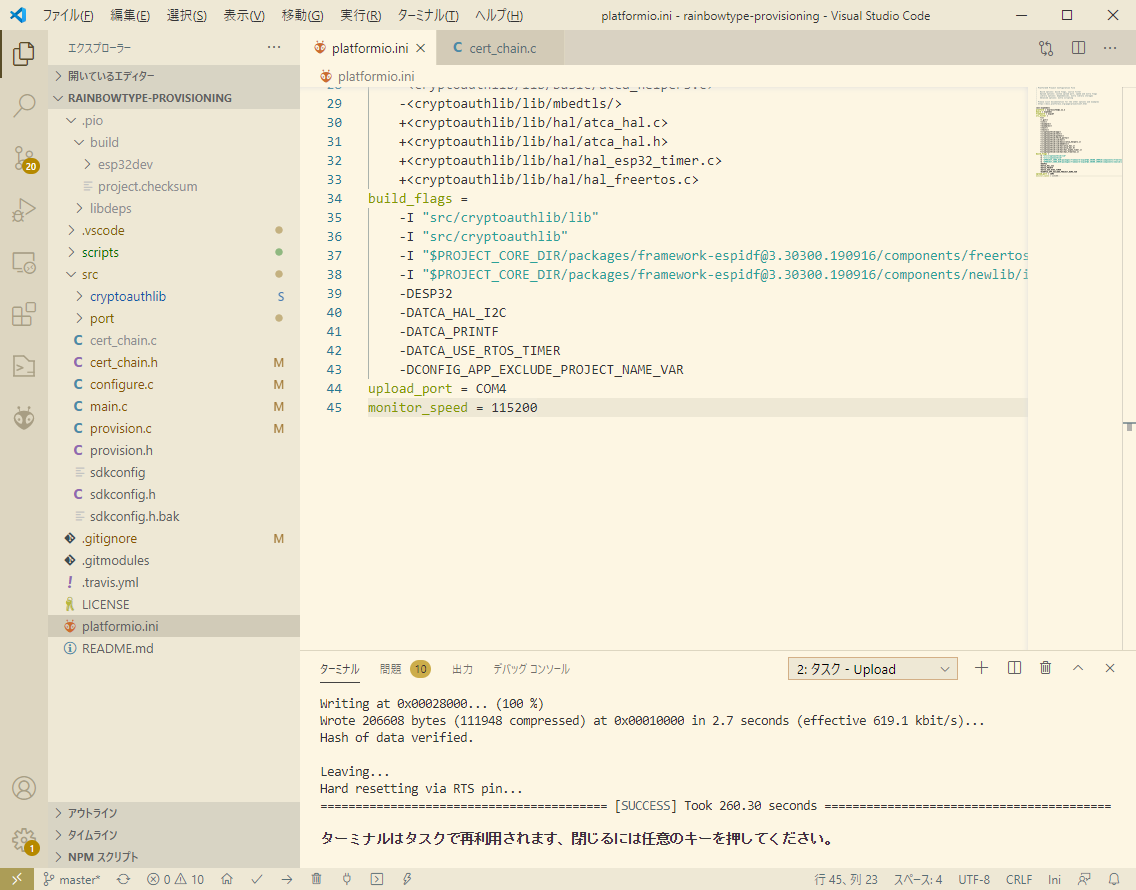 ファイル(F) 編集(E) 選択(S) 表示(V) 移動(G) 実行(R) ターミナル(T) ヘルプ(H) platformio.ini - rainbowtype-provisioning - Visual Studio Code
エクスプローラー
開いているエディター
RAINBOWTYPE-PROVISIONING
.pio
build
esp32dev
project.checksum
libdeps
.vscode
scripts
src
cryptoauthlib S
port
cert_chain.c
cert_chain.h M
configure.c M
main.c M
provision.c M
provision.h
sdkconfig
sdkconfig.h
sdkconfig.h.bak
.gitignore M
.gitmodules
.travis.yml
LICENSE
platformio.ini
README.md
アウトライン
タイムライン
NPM スクリプト
20
1
platformio.ini cert_chain.c
platformio.ini
29 -<cryptoauthlib/lib/mbedtls/>
30 +<cryptoauthlib/lib/hal/atca_hal.c>
31 +<cryptoauthlib/lib/hal/atca_hal.h>
32 +<cryptoauthlib/lib/hal/hal_esp32_timer.c>
33 +<cryptoauthlib/lib/hal/hal_freertos.c>
34 build_flags =
35 -I "src/cryptoauthlib/lib"
36 -I "src/cryptoauthlib"
37 -I "$PROJECT_CORE_DIR/packages/framework-espidf@3.30300.190916/components/freertos
38 -I "$PROJECT_CORE_DIR/packages/framework-espidf@3.30300.190916/components/newlib/i
39 -DESP32
40 -DATCA_HAL_I2C
41 -DATCA_PRINTF
42 -DATCA_USE_RTOS_TIMER
43 -DCONFIG_APP_EXCLUDE_PROJECT_NAME_VAR
44 upload_port = COM4
45 monitor_speed = 115200
ターミナル 問題 10 出力 デバッグ コンソール 2: タスク - Upload
Writing at 0x00028000... (100 %)
Wrote 206608 bytes (111948 compressed) at 0x00010000 in 2.7 seconds (effective 619.1 kbit/s)...
Hash of data verified.
Leaving...
Hard resetting via RTS pin...
====================================== [SUCCESS] Took 260.30 seconds ======================================
ターミナルはタスクで再利用されます、閉じるには任意のキーを押してください。
master* 0 10 行 45、列 23 スペース: 4 UTF-8 CRLF Ini